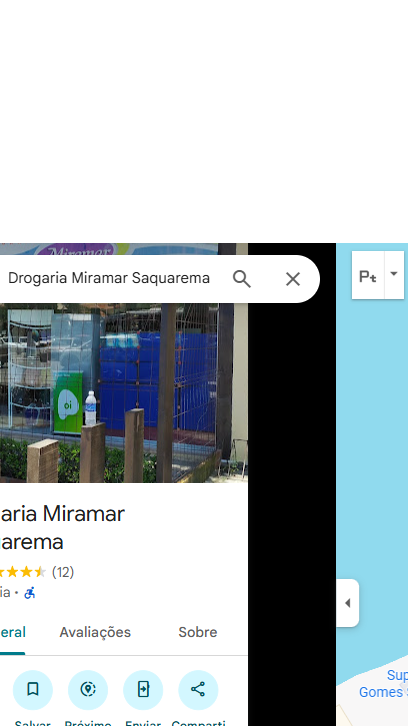 Miramar
Drogaria Miramar Saquarema
Pt
oi
aria Miramar
arema
(12)
ia •
eral
Avaliações
Sobre
Salvar
Próximo
Enviar
Comparti
Sup
Gomes